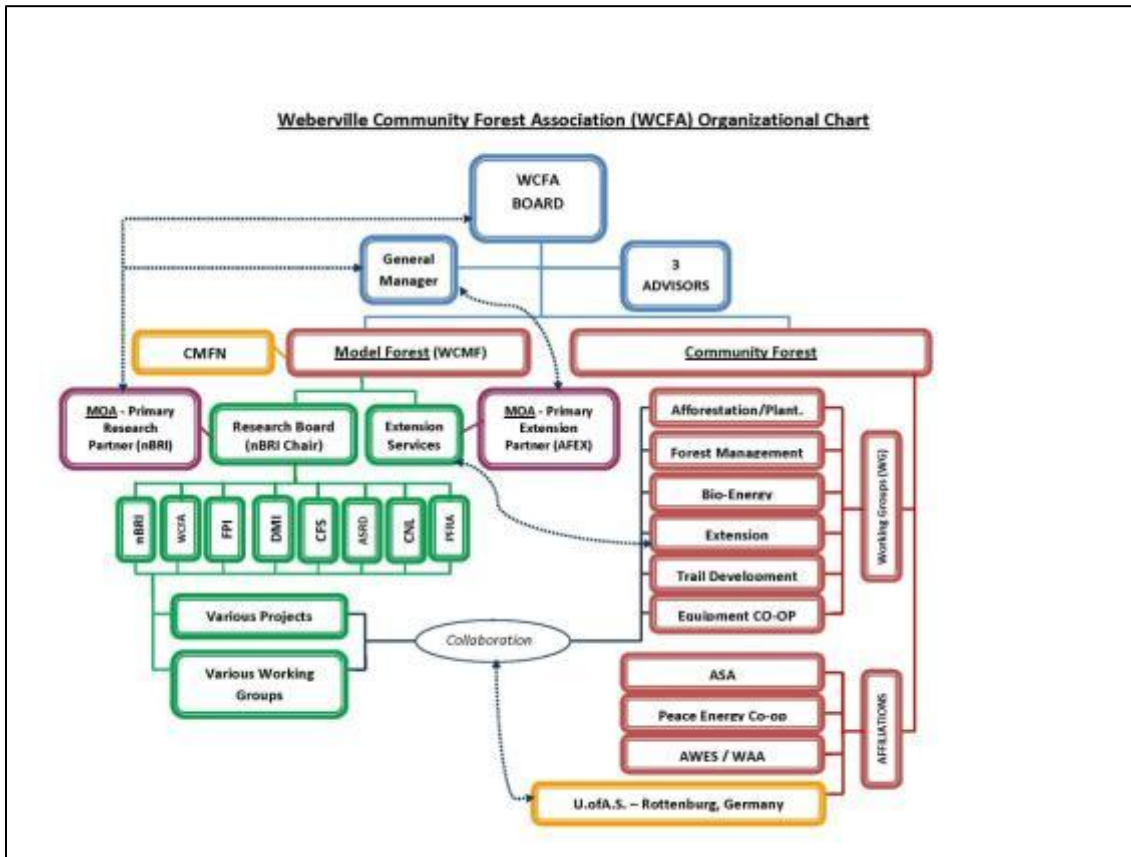 Weberville Community Forest Association (WCFA) Organizational Chart
WCFA
BOARD
General
Manager
3
ADVISORS
CMFN
Model Forest (WCMF)
Community Forest
MOA - Primary
Research
Partner (nBRI)
Research Board
(nBRI Chair)
Extension
Services
MOA - Primary
Extension
Partner (AFEX)
Afforestation/Plant.
Forest Management
Bio-Energy
Extension
Trail Development
Equipment CO-OP
Working Groups (WG)
nBRI
WCFA
FPI
DMI
CFS
ASRD
CNL
PFRA
Various Projects
Various Working
Groups
Collaboration
ASA
Peace Energy Co-op
AWES / WAA
U.ofA.S. – Rottenburg, Germany
AFFILIATIONS